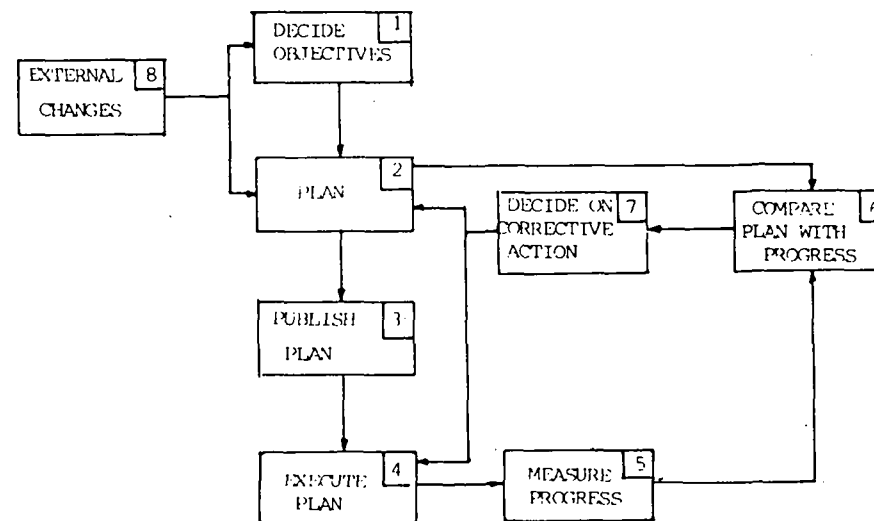 DECIDE
OBJECTIVES
1
EXTERNAL
CHANGES
8
PLAN
2
DECIDE ON
CORRECTIVE
ACTION
7
COMPARE
PLAN WITH
PROGRESS
6
PUBLISH
PLAN
3
EXECUTE
PLAN
4
MEASURE
PROGRESS
5